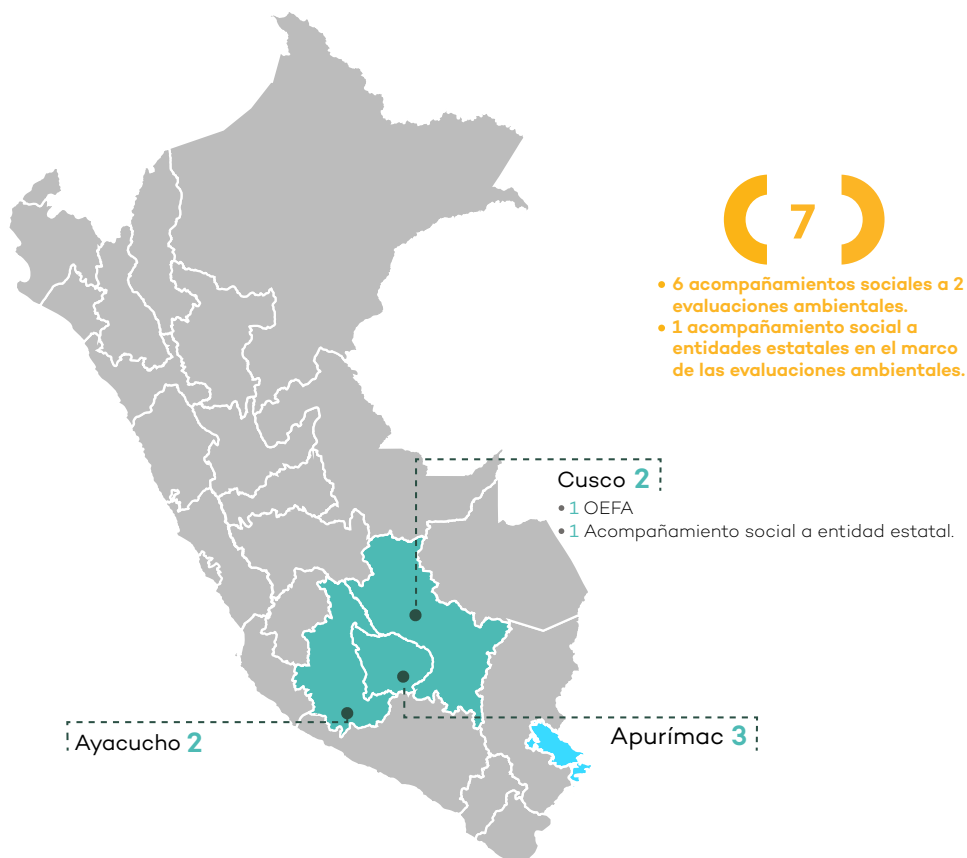 7
• 6 acompañamientos sociales a 2
evaluaciones ambientales.
• 1 acompañamiento social a
entidades estatales en el marco
de las evaluaciones ambientales.
Cusco 2
• 1 OEFA
• 1 Acompañamiento social a entidad estatal.
Ayacucho 2
Apurímac 3